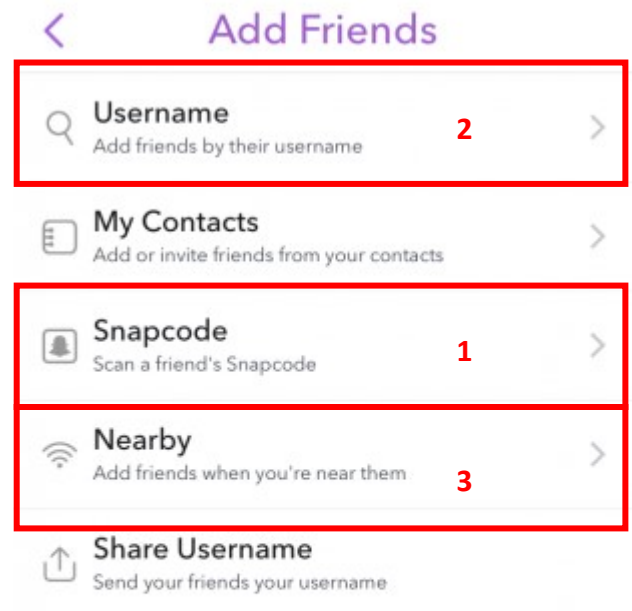 Add Friends
Username
2
Add friends by their username
My Contacts
Add or invite friends from your contacts
Snapcode
1
Scan a friend's Snapcode
Nearby
Add friends when you're near them
3
Share Username
Send your friends your username